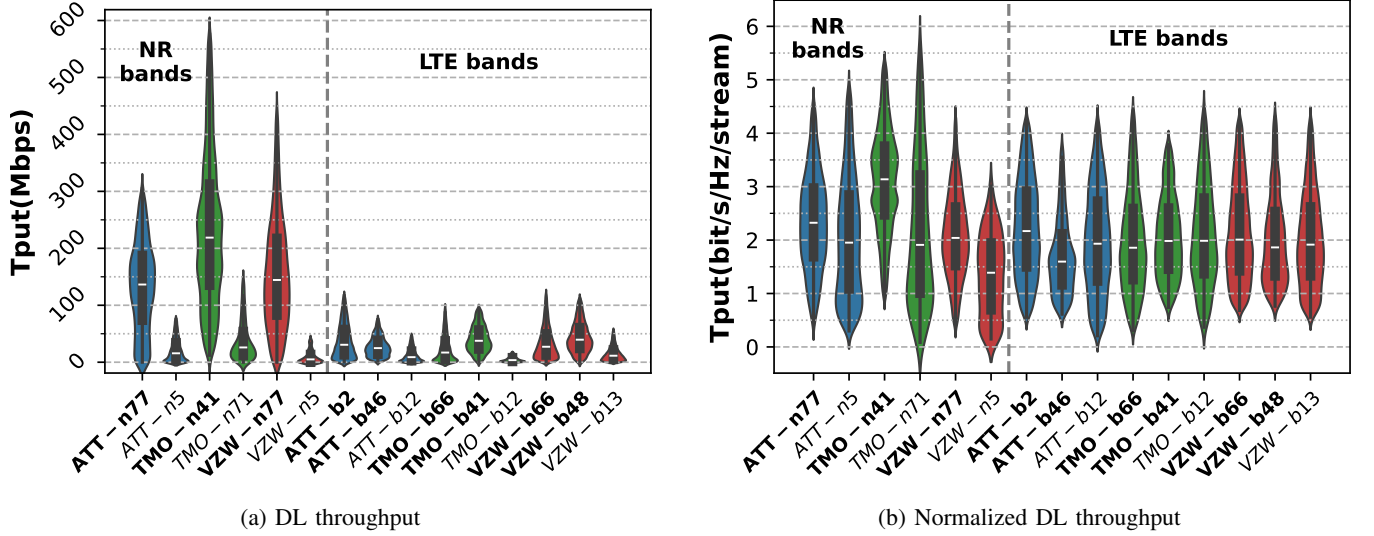 600
500
400
300
200
100
0
Tput(Mbps)
NR
bands
LTE bands
ATT − n77
ATT − n5
TMO − n41
TMO − n71
VZW − n77
VZW − n5
ATT − b2
ATT − b46
ATT − b12
TMO − b66
TMO − b41
TMO − b12
VZW − b66
VZW − b48
VZW − b13
(a) DL throughput
6
5
4
3
2
1
0
Tput(bit/s/Hz/stream)
NR
bands
LTE bands
ATT − n77
ATT − n5
TMO − n41
TMO − n71
VZW − n77
VZW − n5
ATT − b2
ATT − b46
ATT − b12
TMO − b66
TMO − b41
TMO − b12
VZW − b66
VZW − b48
VZW − b13
(b) Normalized DL throughput